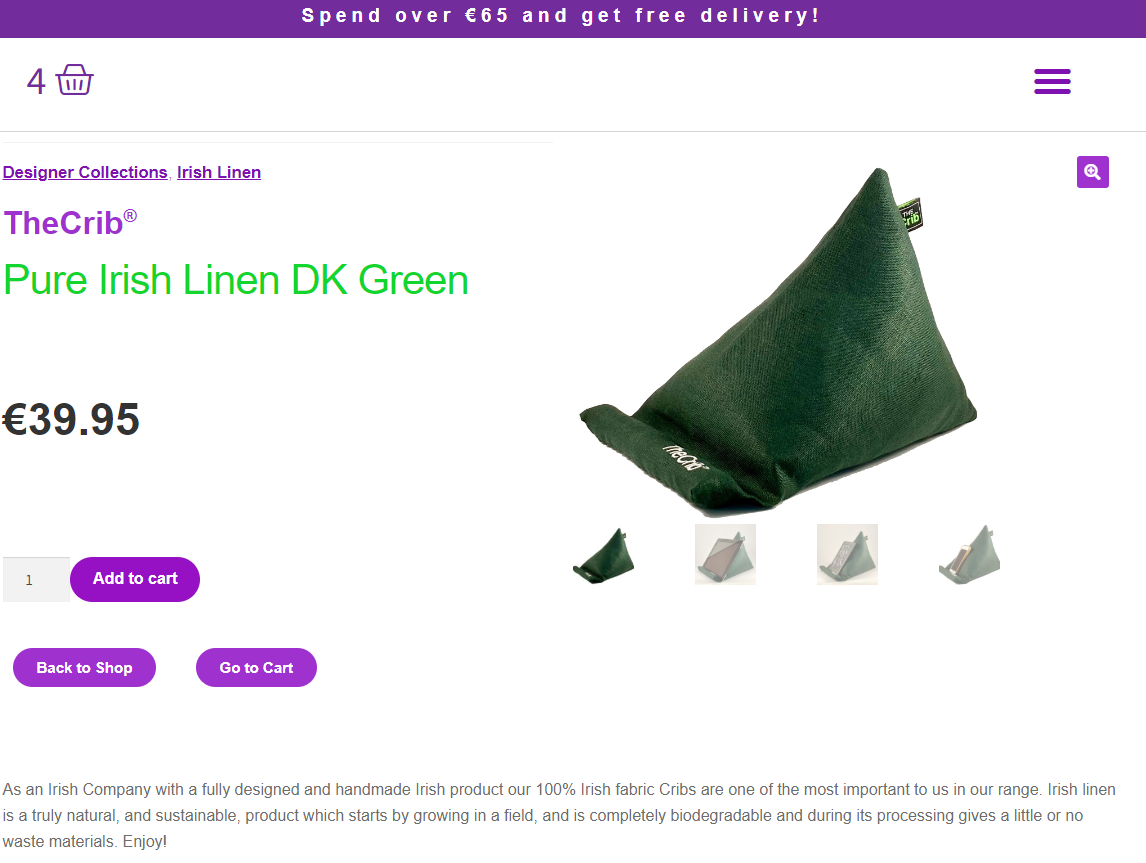 Spend over €65 and get free delivery!
4
Designer Collections, Irish Linen
TheCrib®
Pure Irish Linen DK Green
THE
Crib
TheCrib
€39.95
1
Add to cart
Back to Shop
Go to Cart
As an Irish Company with a fully designed and handmade Irish product our 100% Irish fabric Cribs are one of the most important to us in our range. Irish linen
is a truly natural, and sustainable, product which starts by growing in a field, and is completely biodegradable and during its processing gives a little or no
waste materials. Enjoy!